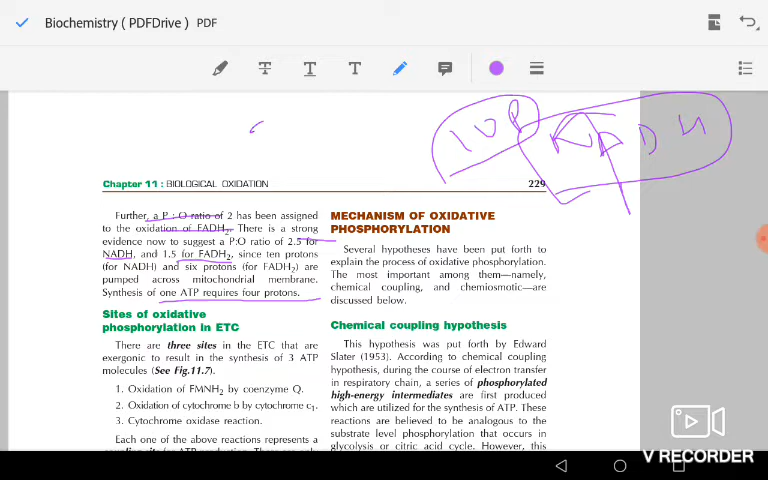 Biochemistry ( PDFDrive ) PDF
10 P NADH
Chapter 11 : BIOLOGICAL OXIDATION 229
Further, a P : O ratio of 2 has been assigned
to the oxidation of FADH2. There is a strong
evidence now to suggest a P:O ratio of 2.5 for
NADH, and 1.5 for FADH2, since ten protons
(for NADH) and six protons (for FADH2) are
pumped across mitochondrial membrane.
Synthesis of one ATP requires four protons.
Sites of oxidative
phosphorylation in ETC
There are three sites in the ETC that are
exergonic to result in the synthesis of 3 ATP
molecules (See Fig.11.7).
1. Oxidation of FMNH2 by coenzyme Q.
2. Oxidation of cytochrome b by cytochrome c1.
3. Cytochrome oxidase reaction.
Each one of the above reactions represents a
MECHANISM OF OXIDATIVE
PHOSPHORYLATION
Several hypotheses have been put forth to
explain the process of oxidative phosphorylation.
The most important among them—namely,
chemical coupling, and chemiosmotic—are
discussed below.
Chemical coupling hypothesis
This hypothesis was put forth by Edward
Slater (1953). According to chemical coupling
hypothesis, during the course of electron transfer
in respiratory chain, a series of phosphorylated
high-energy intermediates are first produced
which are utilized for the synthesis of ATP. These
reactions are believed to be analogous to the
substrate level phosphorylation that occurs in
glycolysis or citric acid cycle. However, this
V RECORDER